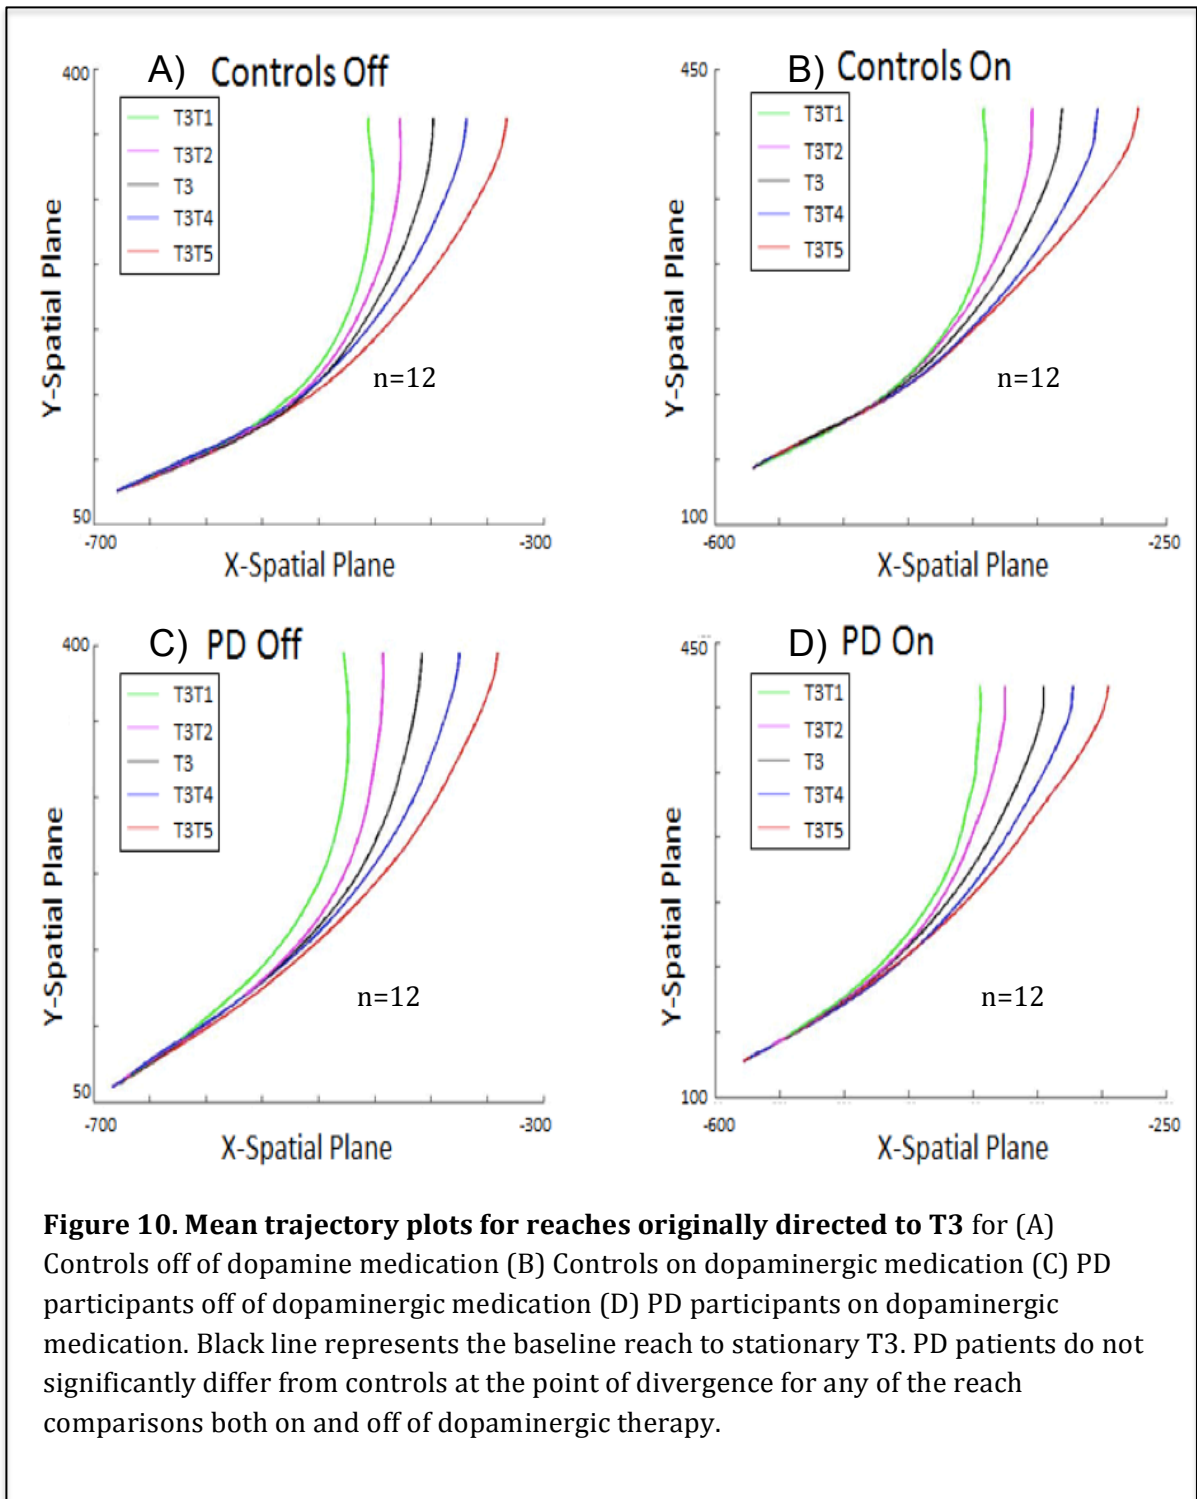 A) Controls Off
400
T3T1
T3T2
T3
T3T4
T3T5
Y-Spatial Plane
n=12
50
-700
-300
X-Spatial Plane
B) Controls On
450
T3T1
T3T2
T3
T3T4
T3T5
Y-Spatial Plane
n=12
100
-600
-250
X-Spatial Plane
C) PD Off
400
T3T1
T3T2
T3
T3T4
T3T5
Y-Spatial Plane
n=12
50
-700
-300
X-Spatial Plane
D) PD On
450
T3T1
T3T2
T3
T3T4
T3T5
Y-Spatial Plane
n=12
100
-600
-250
X-Spatial Plane
Figure 10. Mean trajectory plots for reaches originally directed to T3 for (A)
Controls off of dopamine medication (B) Controls on dopaminergic medication (C) PD
participants off of dopaminergic medication (D) PD participants on dopaminergic
medication. Black line represents the baseline reach to stationary T3. PD patients do not
significantly differ from controls at the point of divergence for any of the reach
comparisons both on and off of dopaminergic therapy.